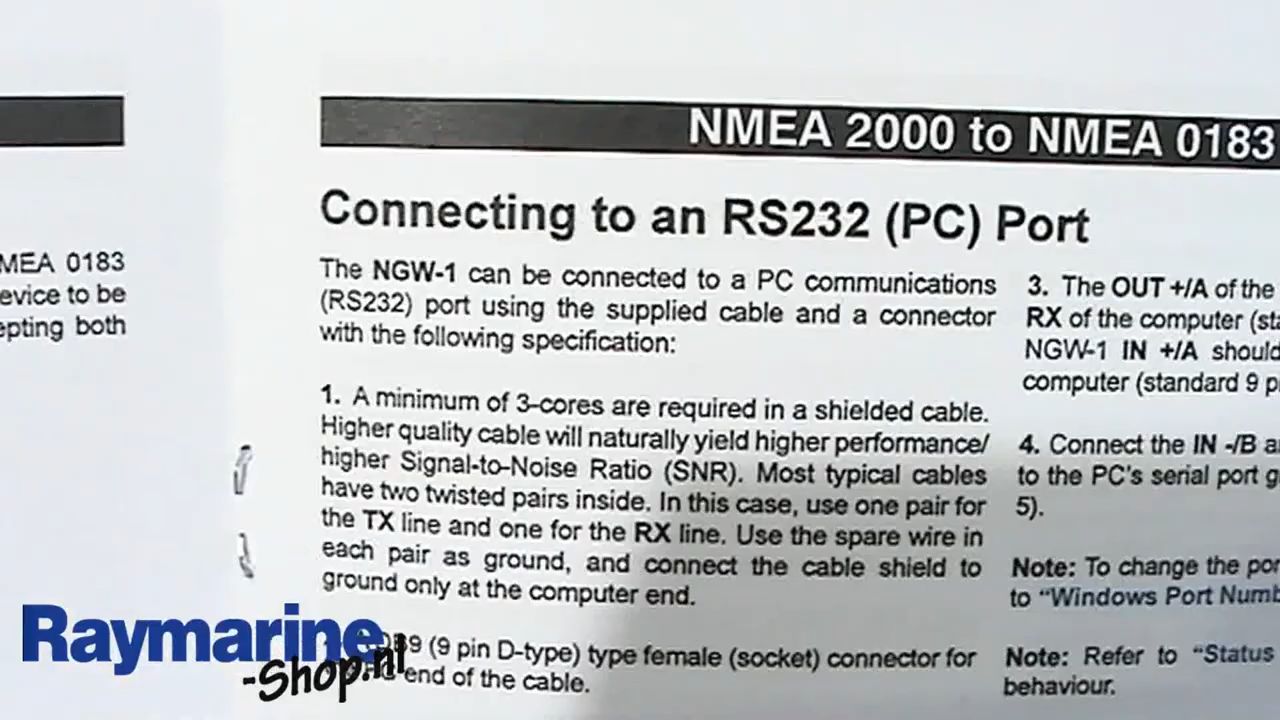 MEA 0183
evice to be
epting both
NMEA 2000 to NMEA 0183
Connecting to an RS232 (PC) Port
The NGW-1 can be connected to a PC communications
(RS232) port using the supplied cable and a connector
with the following specification:
1. A minimum of 3-cores are required in a shielded cable.
Higher quality cable will naturally yield higher performance/
higher Signal-to-Noise Ratio (SNR). Most typical cables
have two twisted pairs inside. In this case, use one pair for
the TX line and one for the RX line. Use the spare wire in
each pair as ground, and connect the cable shield to
ground only at the computer end.
(9 pin D-type) type female (socket) connector for
end of the cable.
3. The OUT +/A of the
RX of the computer (sta
NGW-1 IN +/A shoul
computer (standard 9 pi
4. Connect the IN -/B a
to the PC's serial port g
5).
Note: To change the por
to “Windows Port Numb
Note: Refer to “Status
behaviour.
Raymarine
-Shop.nl